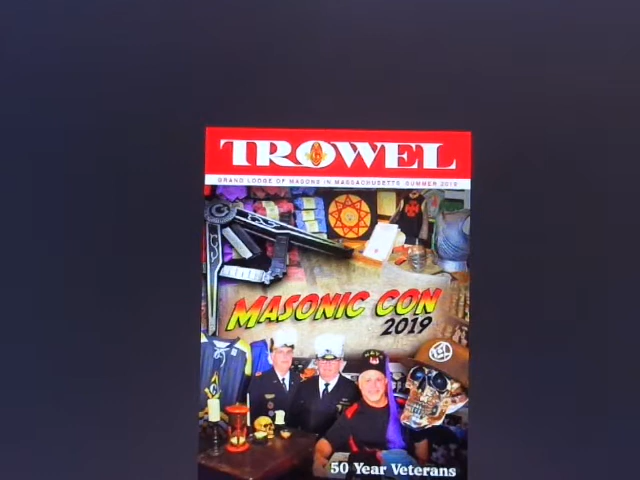 TROWEL
GRAND LODGE OF MASONS IN MASSACHUSETTS SUMMER 2019
MASONIC CON
2019
50 Year Veterans